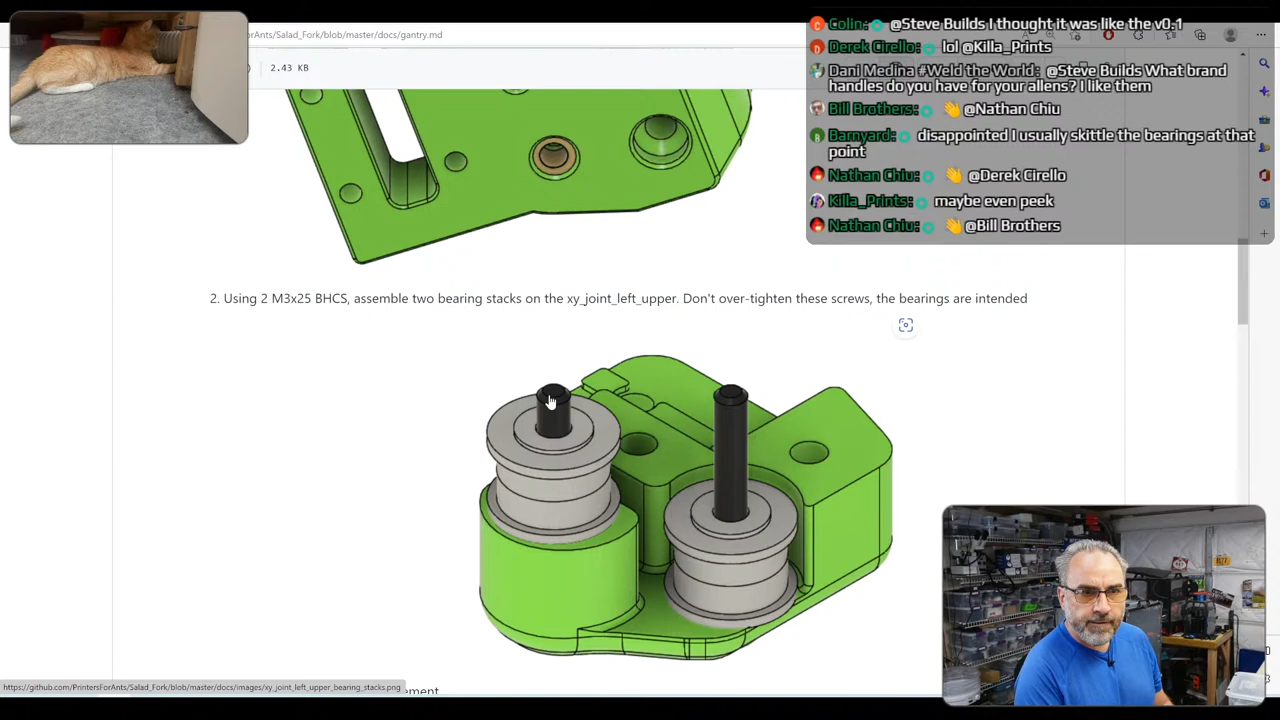 orAnts/Salad_Fork/blob/master/docs/gantry.md
2.43 KB
Colin: @Steve Builds I thought it was like the v0.1
Derek Cirello: lol @Killa_Prints
Dani Medina #Weld the World: @Steve Builds What brand
handles do you have for your allens? I like them
Bill Brothers: 👋 @Nathan Chiu
Barnyard: disappointed I usually skittle the bearings at that
point
Nathan Chiu: 👋 @Derek Cirello
Killa_Prints: maybe even peek
Nathan Chiu: 👋 @Bill Brothers
2. Using 2 M3x25 BHCS, assemble two bearing stacks on the xy_joint_left_upper. Don't over-tighten these screws, the bearings are intended
https://github.com/PrintersForAnts/Salad_Fork/blob/master/docs/images/xy_joint_left_upper_bearing_stacks.png